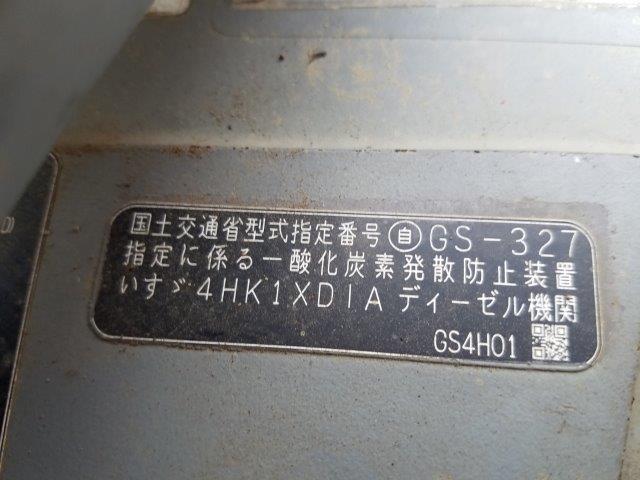 国土交通省型式指定番号 ㊀自 GS-327
指定に係る一酸化炭素発散防止装置
いすゞ 4HK1XDIA ディーゼル機関
GS4H01